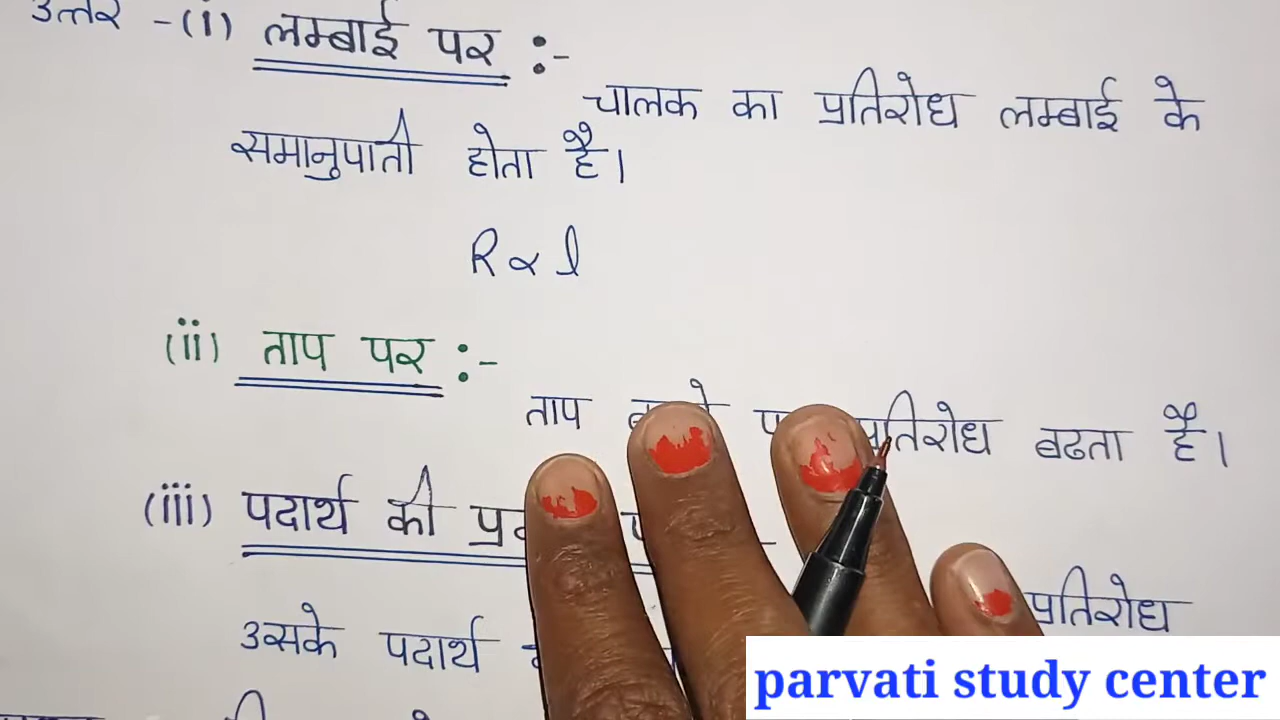 उत्तर - (i) लम्बाई पर :-
चालक का प्रतिरोध लम्बाई के
समानुपाती होता है।
R ∝ l
(ii) ताप पर :-
ताप प्रतिरोध बढता है।
(iii) पदार्थ की
प्रतिरोध
उसके पदार्थ
parvati study center